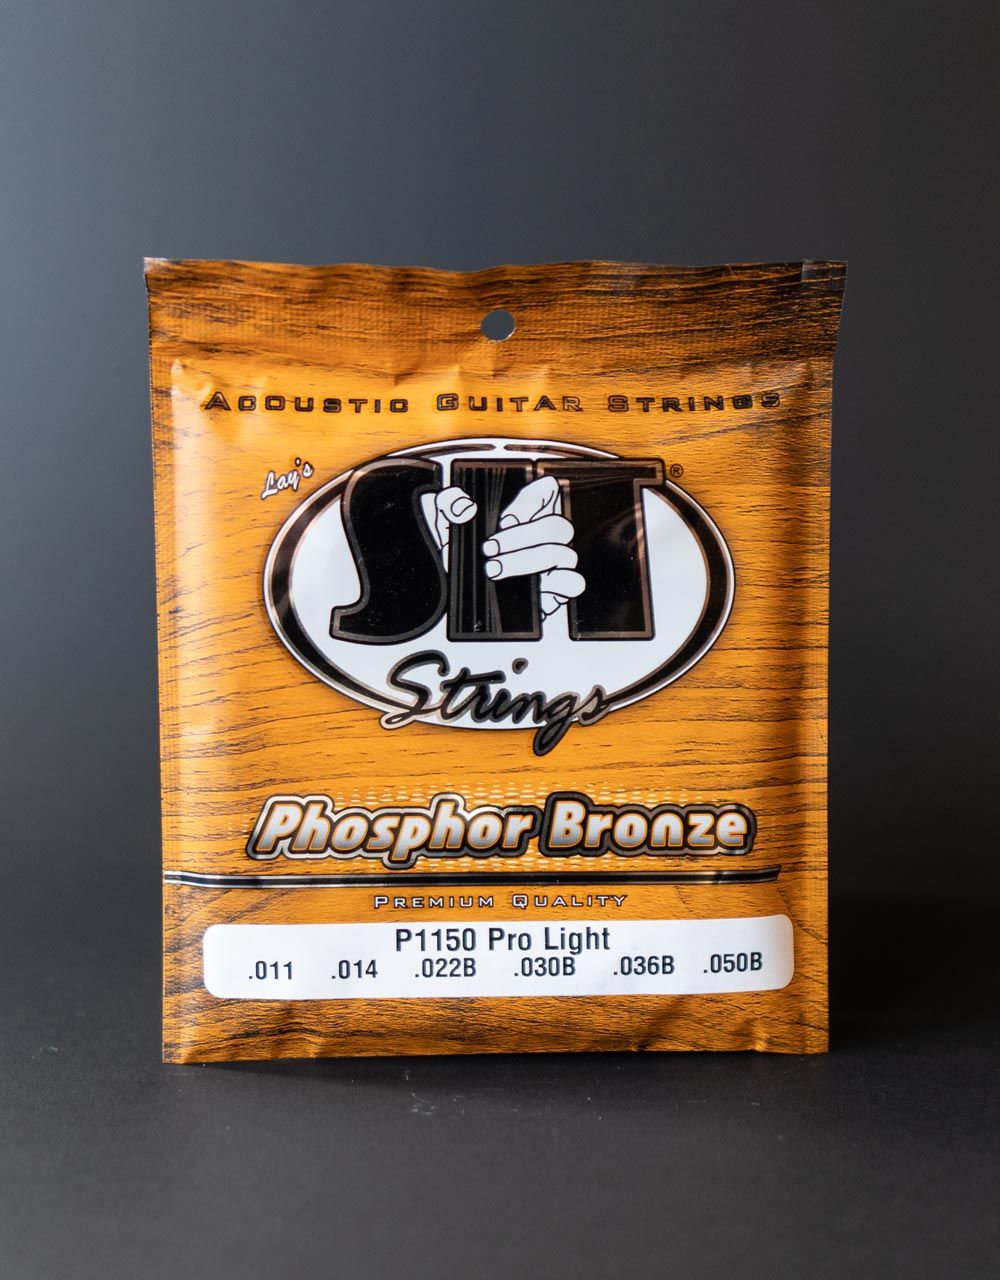 Acoustic Guitar Strings
Lay's
SIT®
Strings
Phosphor Bronze
Premium Quality
P1150 Pro Light
.011 .014 .022B .030B .036B .050B